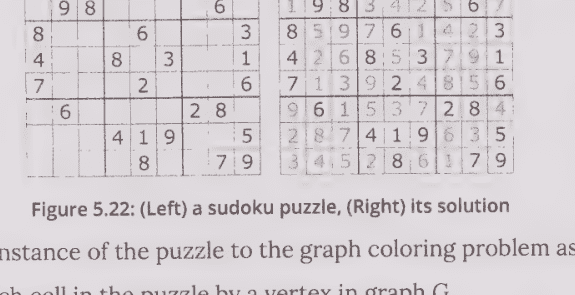 9 8 6
8 6 3
4 8 3 1
7 2 6
6 2 8
4 1 9 5
8 7 9
1 9 8 3 4 2 5 6 7
8 5 9 7 6 1 4 2 3
4 2 6 8 5 3 7 9 1
7 1 3 9 2 4 8 5 6
9 6 1 5 3 7 2 8 4
2 8 7 4 1 9 6 3 5
3 4 5 2 8 6 1 7 9
Figure 5.22: (Left) a sudoku puzzle, (Right) its solution
nstance of the puzzle to the graph coloring problem as
cell in the puzzle by a vertex in graph G